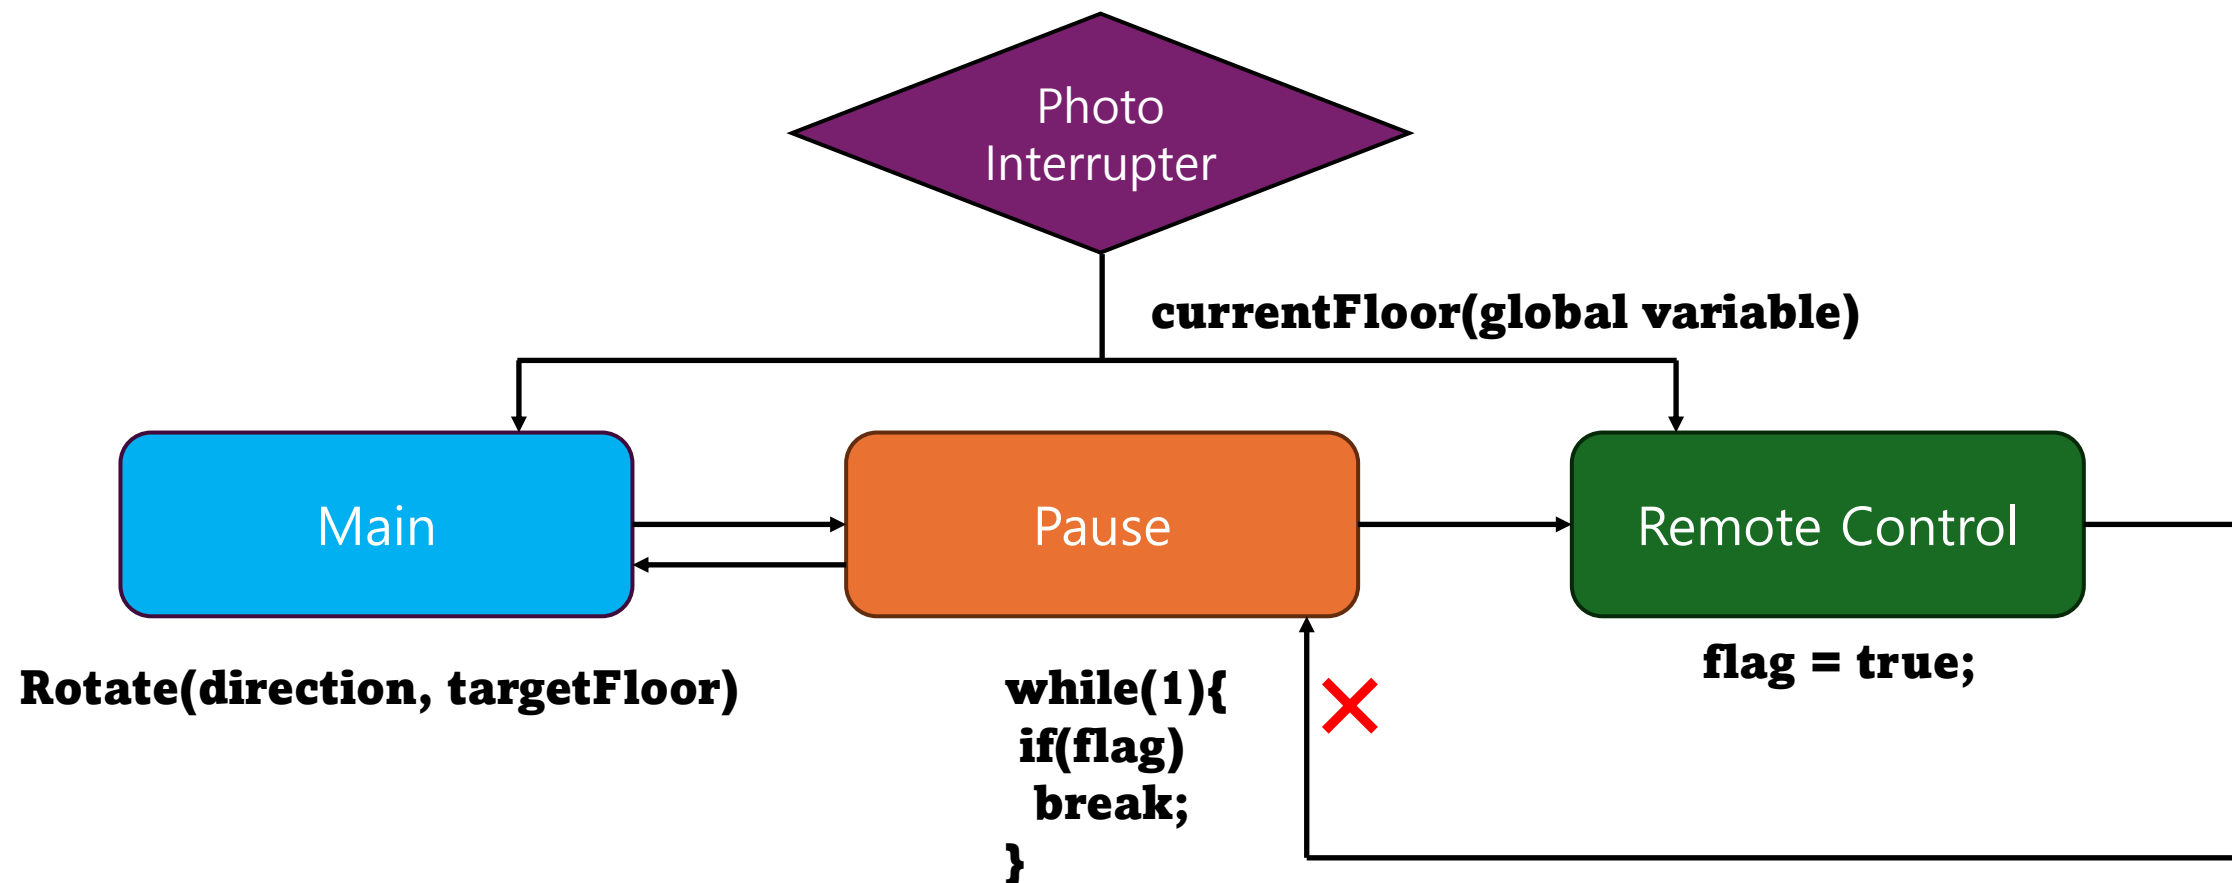 Photo
Interrupter
currentFloor(global variable)
Main
Pause
Remote Control
Rotate(direction, targetFloor)
while(1){
if(flag)
break;
}
flag = true;